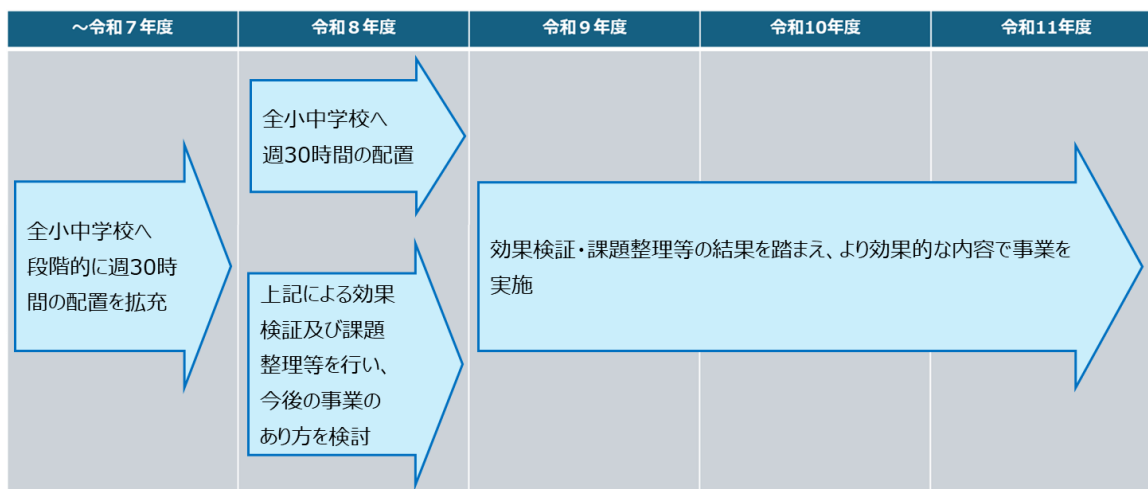 ～令和７年度
令和８年度
令和９年度
令和10年度
令和11年度
全小中学校へ
段階的に週30時
間の配置を拡充
全小中学校へ
週30時間の配置
上記による効果
検証及び課題
整理等を行い、
今後の事業の
あり方を検討
効果検証・課題整理等の結果を踏まえ、より効果的な内容で事業を
実施